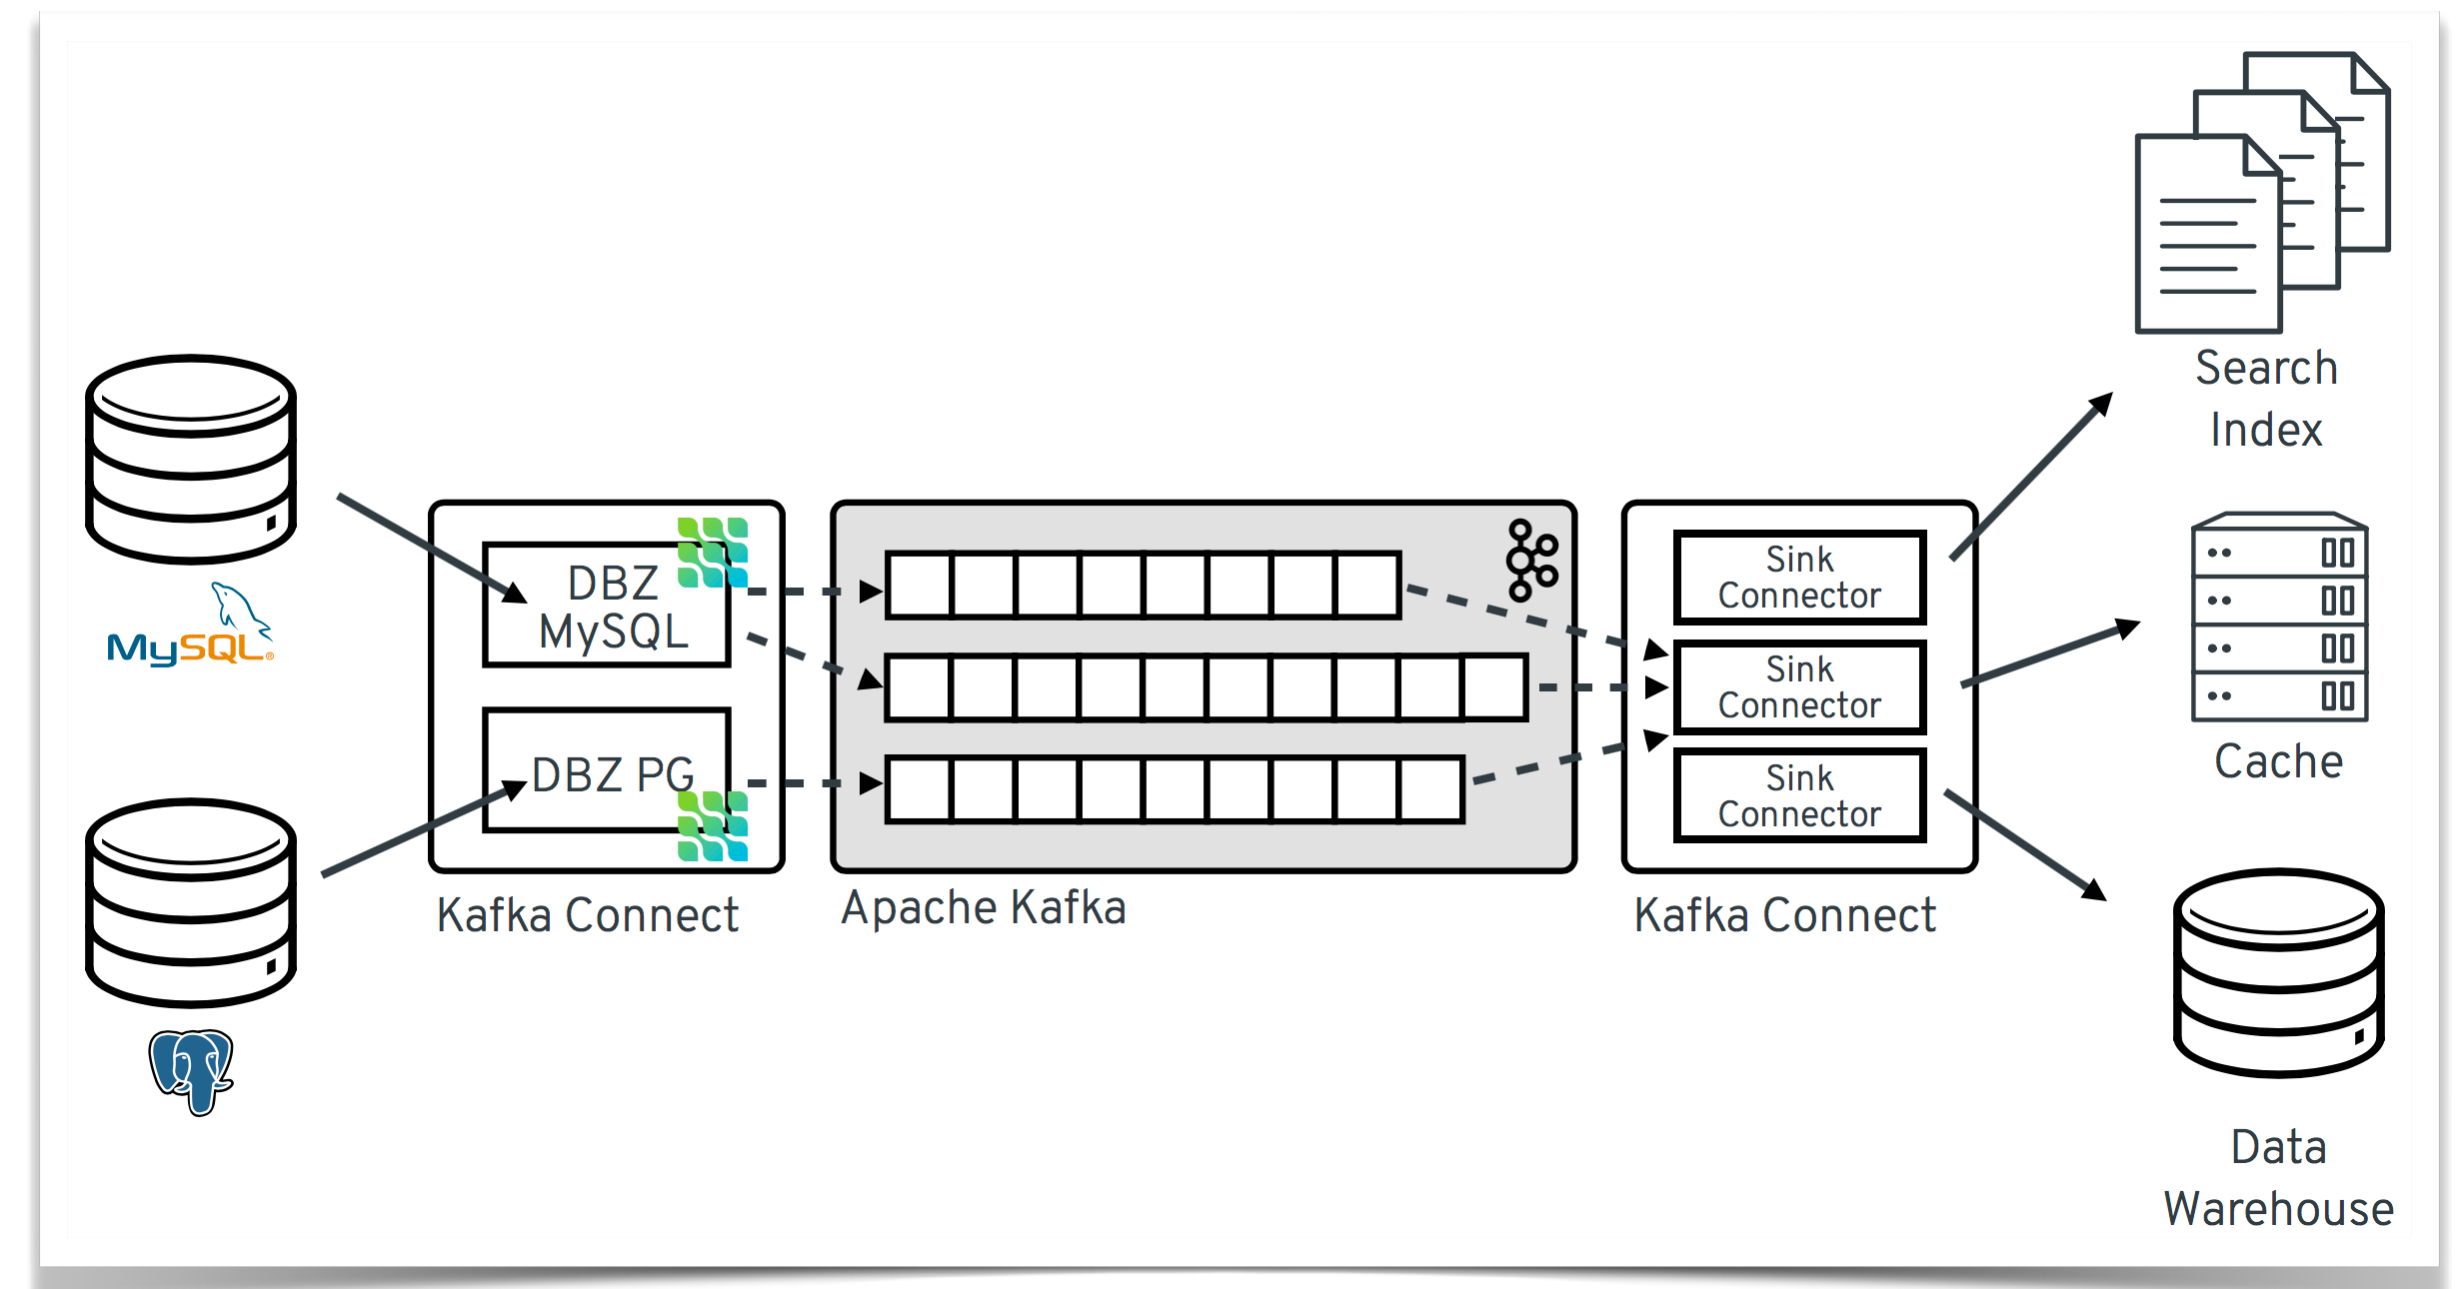 MySQL®
DBZ
MySQL
DBZ PG
Kafka Connect
Apache Kafka
Sink
Connector
Sink
Connector
Sink
Connector
Kafka Connect
Search
Index
Cache
Data
Warehouse